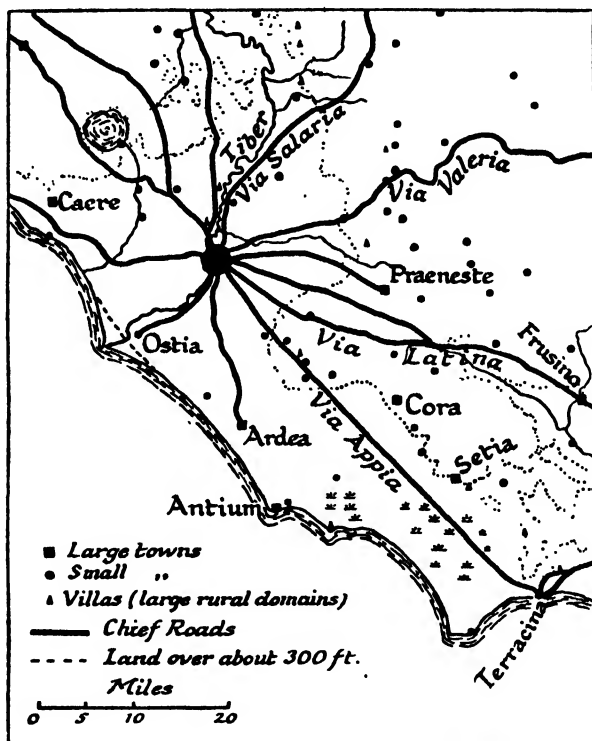 Tiber
Via Salaria
Via Valeria
Caere
Praeneste
Ostia
Via Latina
Frusino
Cora
Via Appia
Ardea
Setia
Antium
Terracina
Large towns
Small „
Villas (large rural domains)
Chief Roads
Land over about 300 ft.
Miles
0 5 10 20